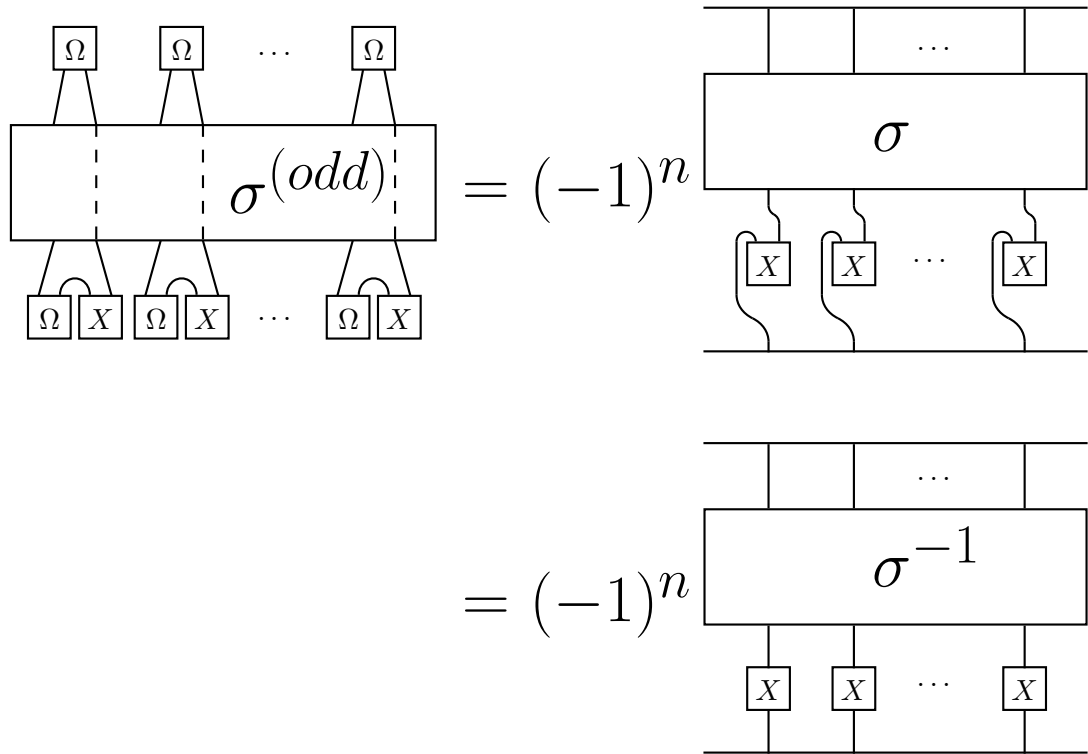 Ω Ω ... Ω
...
σ^(odd) = (−1)^n σ
Ω X Ω X ... Ω X
X X ... X
...
= (−1)^n σ^−1
X X ... X